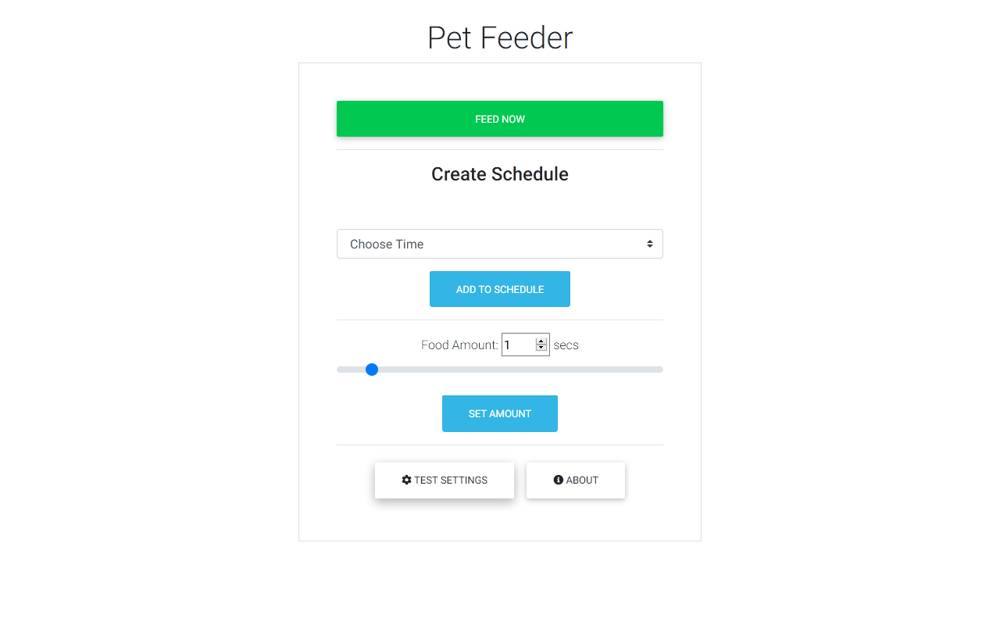 Pet Feeder
FEED NOW
Create Schedule
Choose Time
ADD TO SCHEDULE
Food Amount: 1 secs
SET AMOUNT
TEST SETTINGS ABOUT